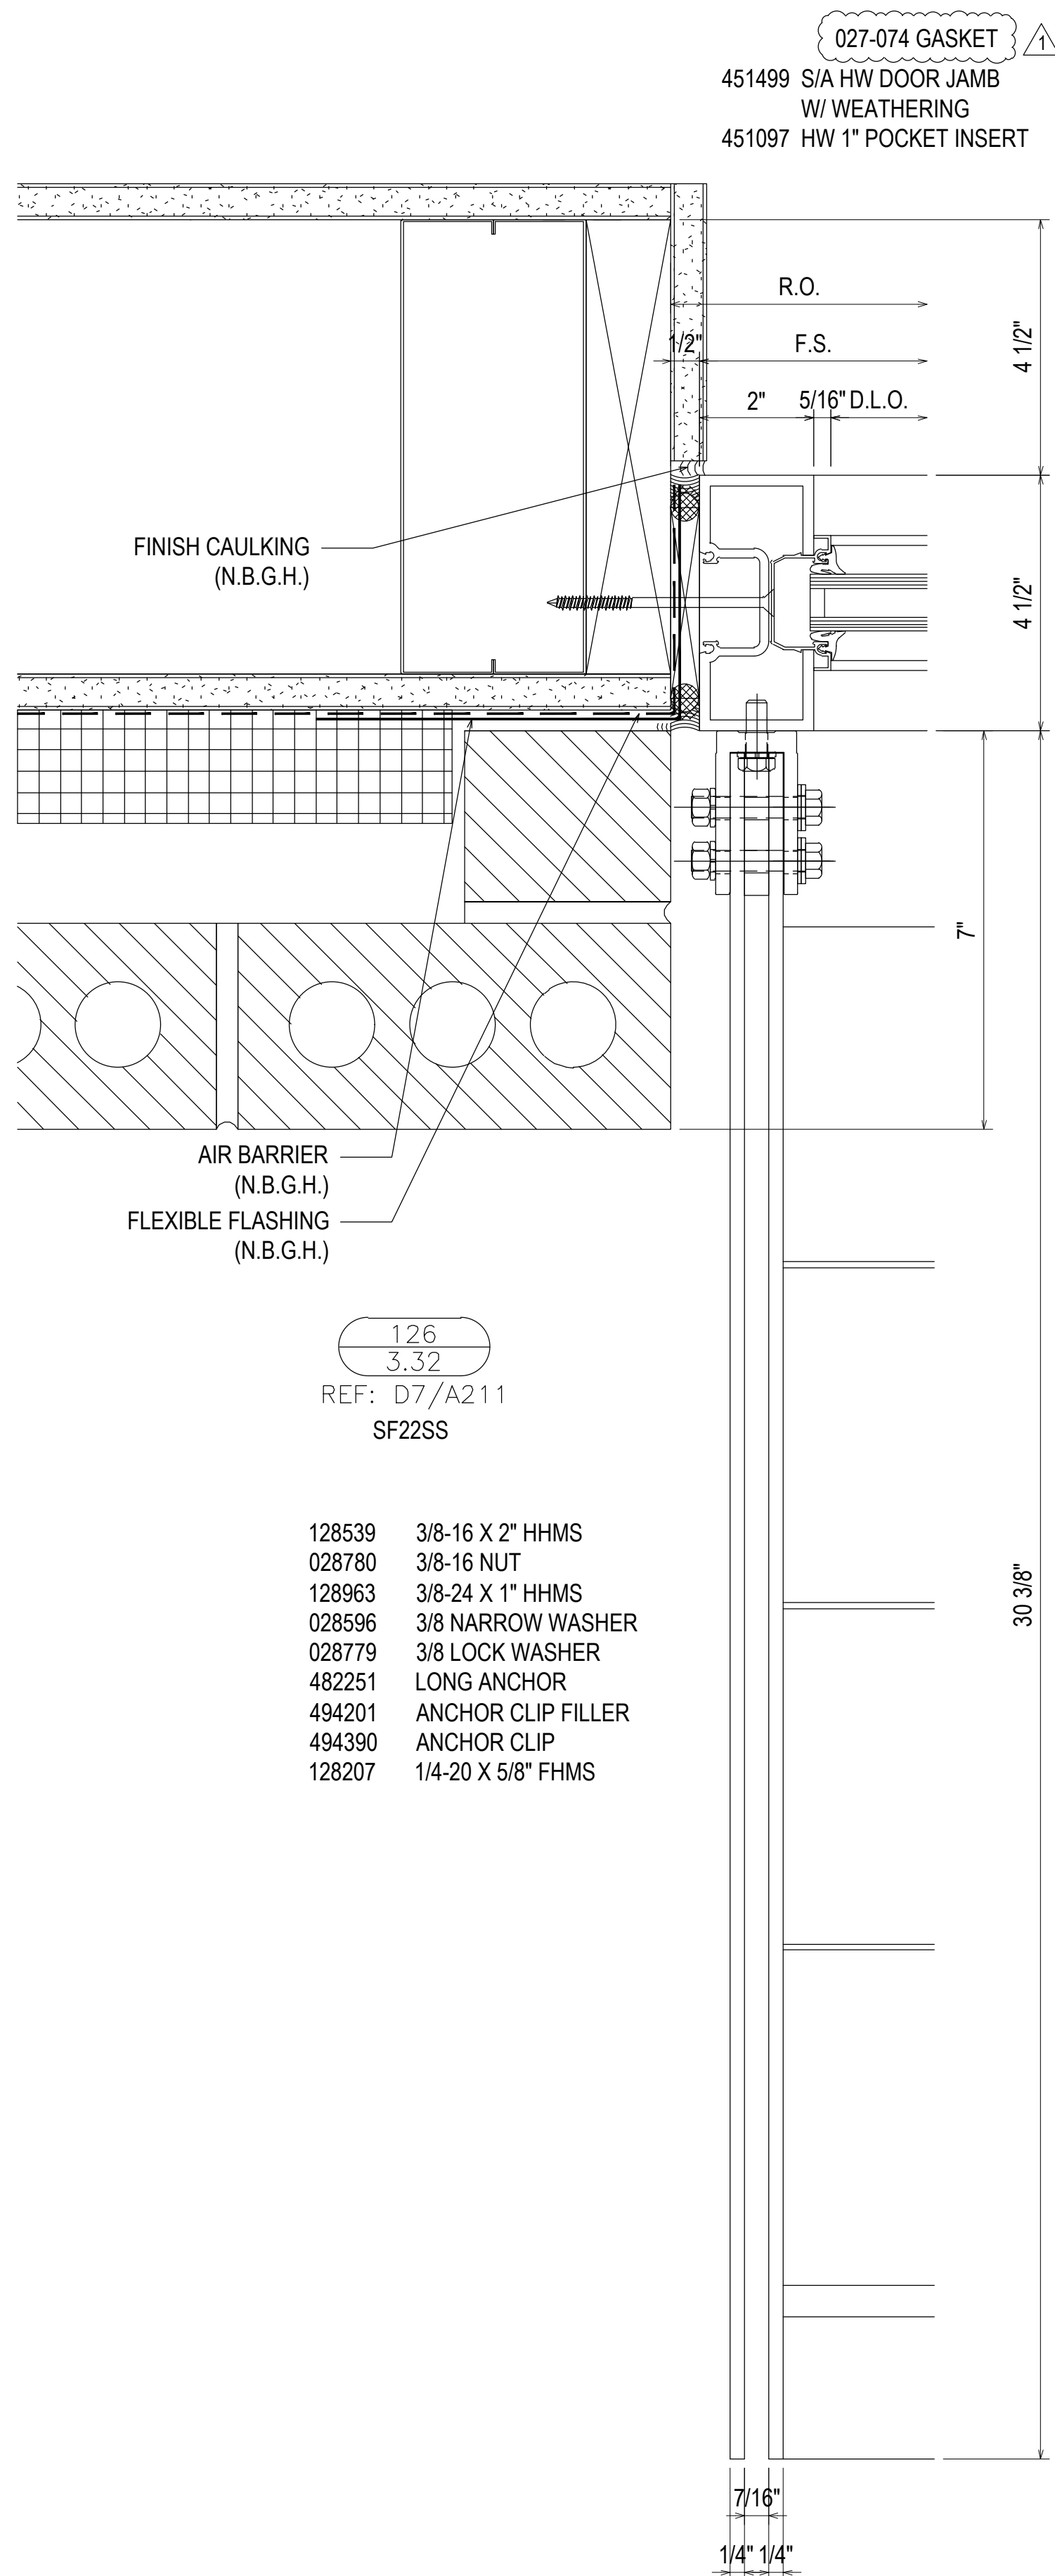 027-074 GASKET
1
451499 S/A HW DOOR JAMB
W/ WEATHERING
451097 HW 1" POCKET INSERT
R.O.
1/2" F.S.
2" 5/16" D.L.O.
4 1/2"
FINISH CAULKING
(N.B.G.H.)
4 1/2"
7"
AIR BARRIER
(N.B.G.H.)
FLEXIBLE FLASHING
(N.B.G.H.)
126
3.32
REF: D7/A211
SF22SS
128539 3/8-16 X 2" HHMS
028780 3/8-16 NUT
128963 3/8-24 X 1" HHMS
028596 3/8 NARROW WASHER
028779 3/8 LOCK WASHER
482251 LONG ANCHOR
494201 ANCHOR CLIP FILLER
494390 ANCHOR CLIP
128207 1/4-20 X 5/8" FHMS
30 3/8"
7/16"
1/4" 1/4"